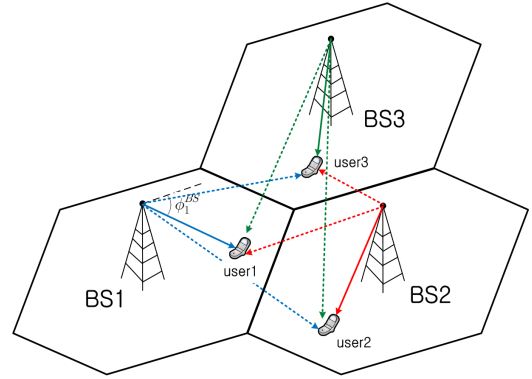 BS3
user3
ϕ₁ᴮˢ
user1
BS1
BS2
user2